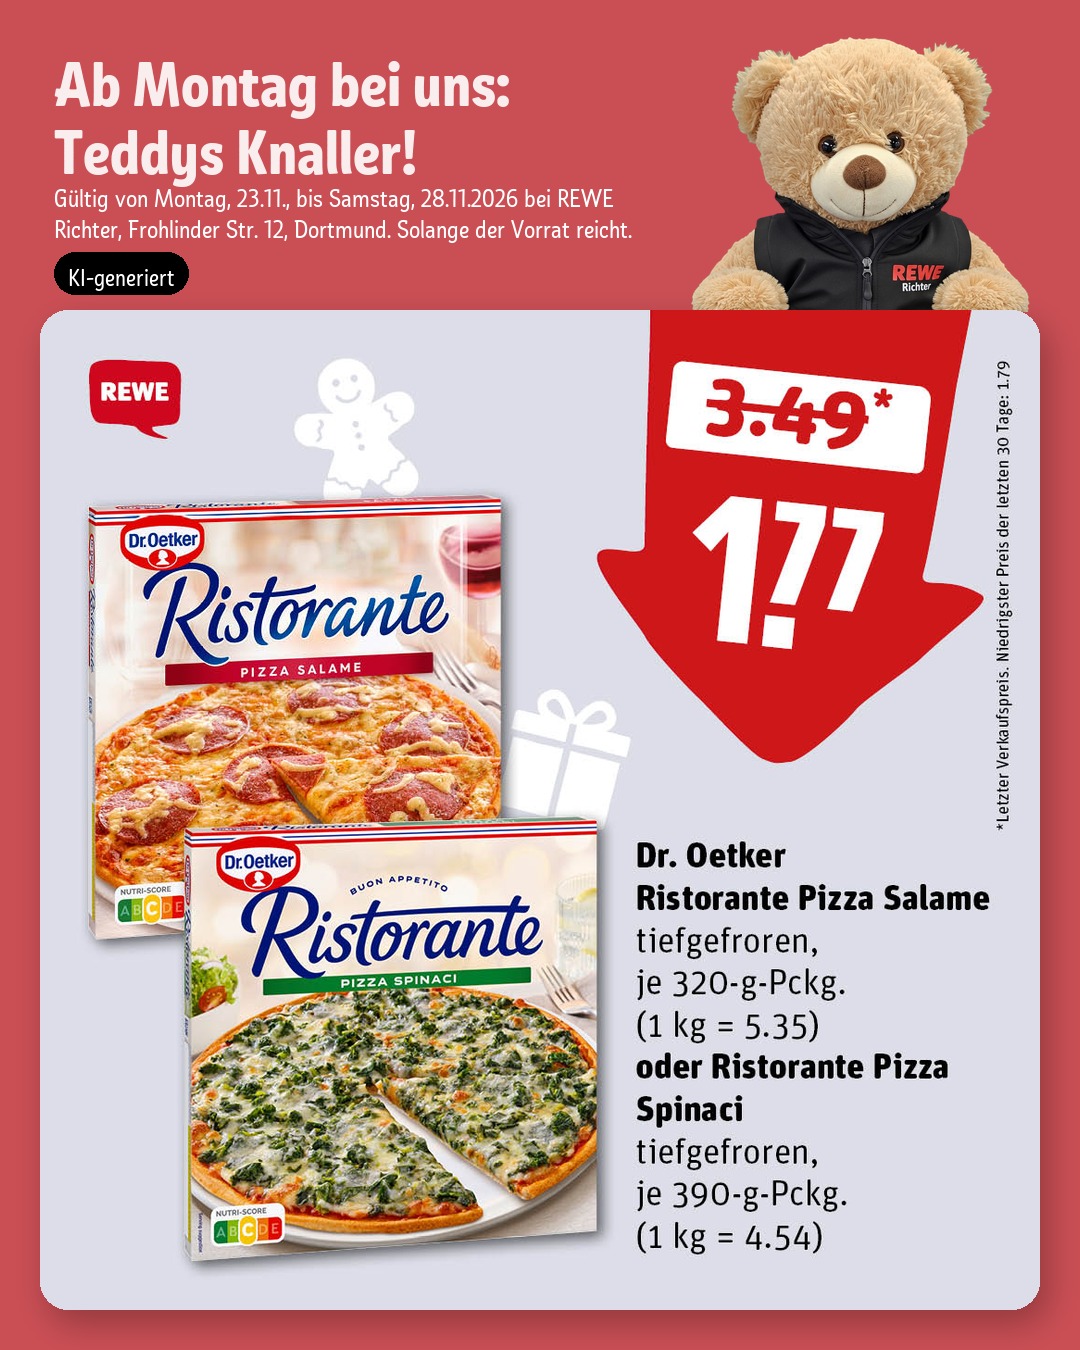 Ab Montag bei uns:
Teddys Knaller!
Gültig von Montag, 23.11., bis Samstag, 28.11.2026 bei REWE
Richter, Frohlinder Str. 12, Dortmund. Solange der Vorrat reicht.
KI-generiert
REWE
Richter
REWE
3.49*
1.77
*Letzter Verkaufspreis. Niedrigster Preis der letzten 30 Tage: 1.79
Dr. Oetker
Ristorante
PIZZA SALAME
NUTRI-SCORE
A B C D E
Dr. Oetker
BUON APPETITO
Ristorante
PIZZA SPINACI
NUTRI-SCORE
A B C D E
Dr. Oetker
Ristorante Pizza Salame
tiefgefroren,
je 320-g-Pckg.
(1 kg = 5.35)
oder Ristorante Pizza
Spinaci
tiefgefroren,
je 390-g-Pckg.
(1 kg = 4.54)